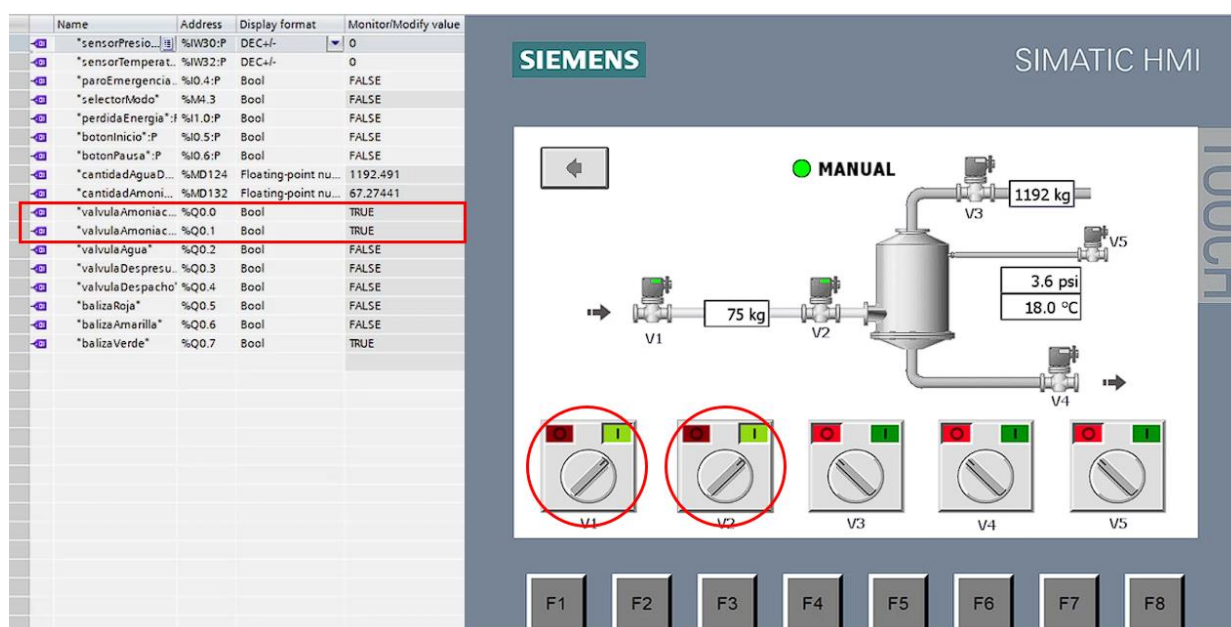 Name Address Display format Monitor/Modify value
"sensorPresio... %IW30:P DEC+/- 0
"sensorTemperat.. %IW32:P DEC+/- 0
"paroEmergencia.. %I0.4:P Bool FALSE
"selectorModo" %M4.3 Bool FALSE
"perdidaEnergia":F %I1.0:P Bool FALSE
"botonInicio":P %I0.5:P Bool FALSE
"botonPausa":P %I0.6:P Bool FALSE
"cantidadAguaD... %MD124 Floating-point nu... 1192.491
"cantidadAmoni... %MD132 Floating-point nu... 67.27441
"valvulaAmoniac... %Q0.0 Bool TRUE
"valvulaAmoniac... %Q0.1 Bool TRUE
"valvulaAgua" %Q0.2 Bool FALSE
"valvulaDespresu.. %Q0.3 Bool FALSE
"valvulaDespacho" %Q0.4 Bool FALSE
"balizaRoja" %Q0.5 Bool FALSE
"balizaAmarilla" %Q0.6 Bool FALSE
"balizaVerde" %Q0.7 Bool TRUE
SIEMENS SIMATIC HMI
TOUCH
MANUAL
1192 kg
V3
V5
3.6 psi
18.0 °C
75 kg
V1 V2
V4
O I O I O I O I O I
V1 V2 V3 V4 V5
F1 F2 F3 F4 F5 F6 F7 F8